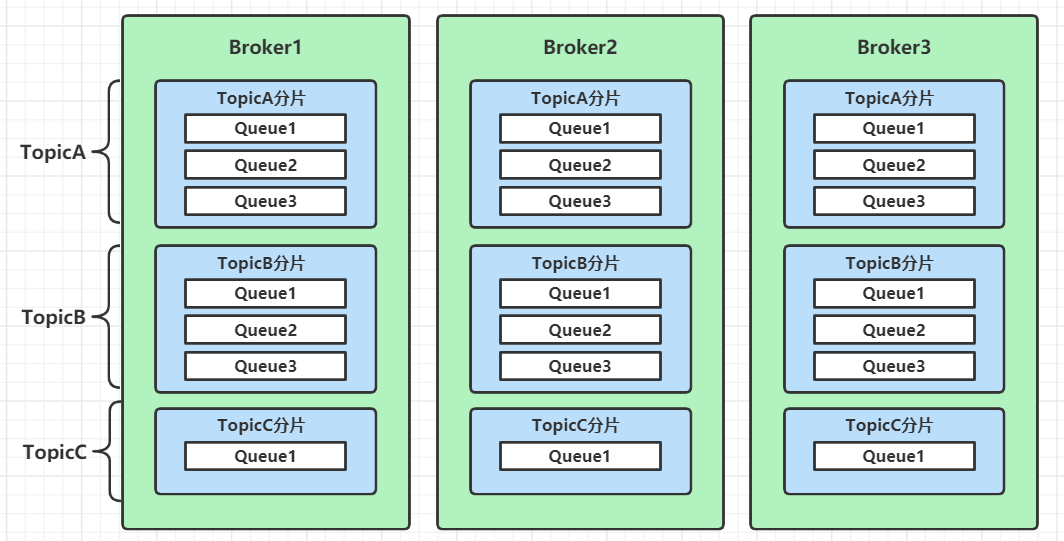 Broker1
Broker2
Broker3
TopicA
TopicA分片
Queue1
Queue2
Queue3
TopicA分片
Queue1
Queue2
Queue3
TopicA分片
Queue1
Queue2
Queue3
TopicB
TopicB分片
Queue1
Queue2
Queue3
TopicB分片
Queue1
Queue2
Queue3
TopicB分片
Queue1
Queue2
Queue3
TopicC
TopicC分片
Queue1
TopicC分片
Queue1
TopicC分片
Queue1